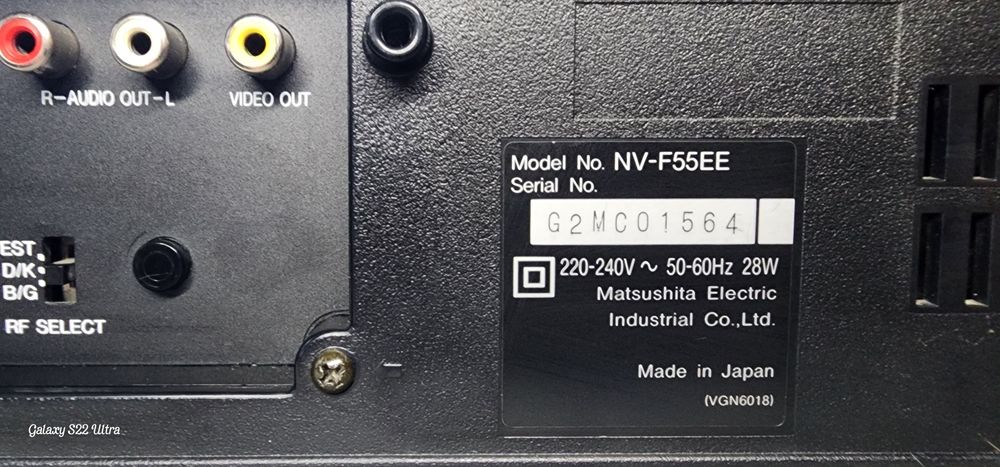 R-AUDIO OUT-L
VIDEO OUT
EST
D/K
B/G
RF SELECT
Model No. NV-F55EE
Serial No.
G2MC01564
220-240V ~ 50-60Hz 28W
Matsushita Electric
Industrial Co.,Ltd.
Made in Japan
(VGN6018)
Galaxy S22 Ultra